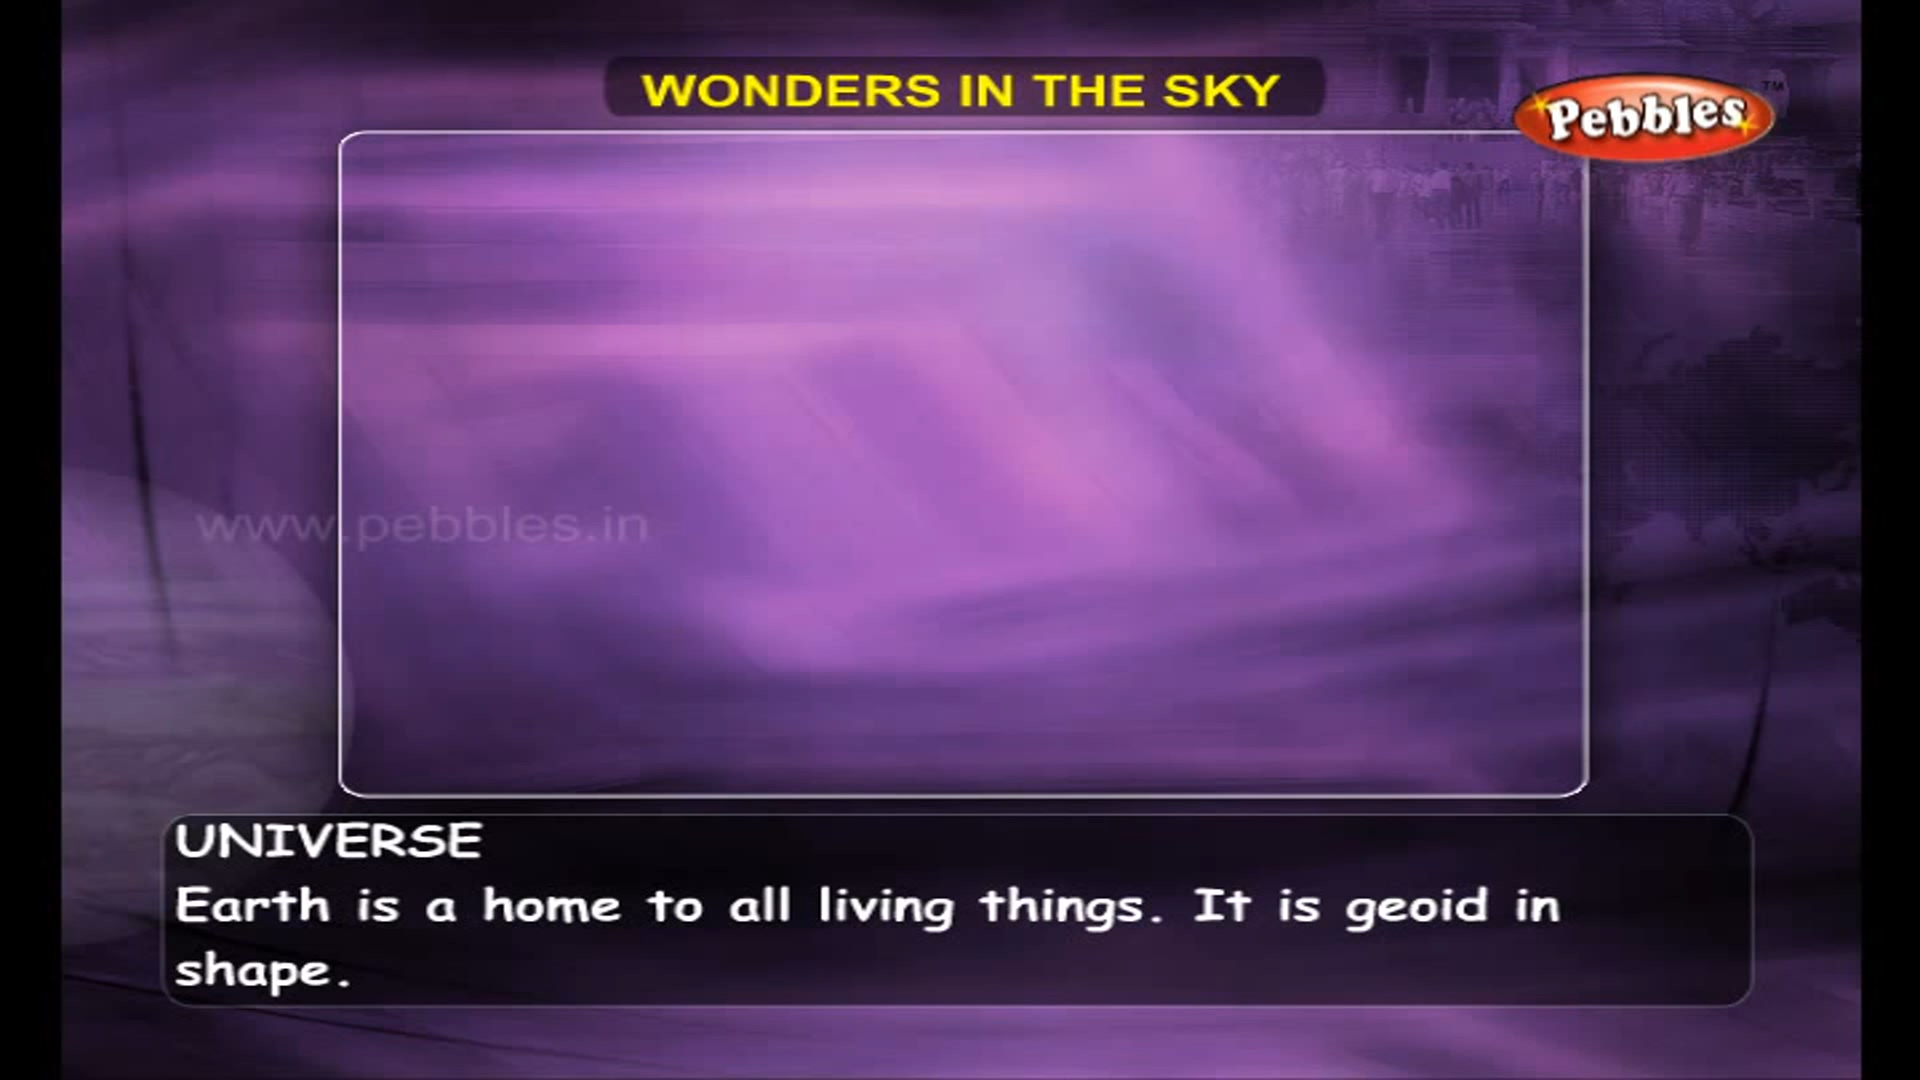 WONDERS IN THE SKY
Pebbles™
www.pebbles.in
UNIVERSE
Earth is a home to all living things. It is geoid in
shape.